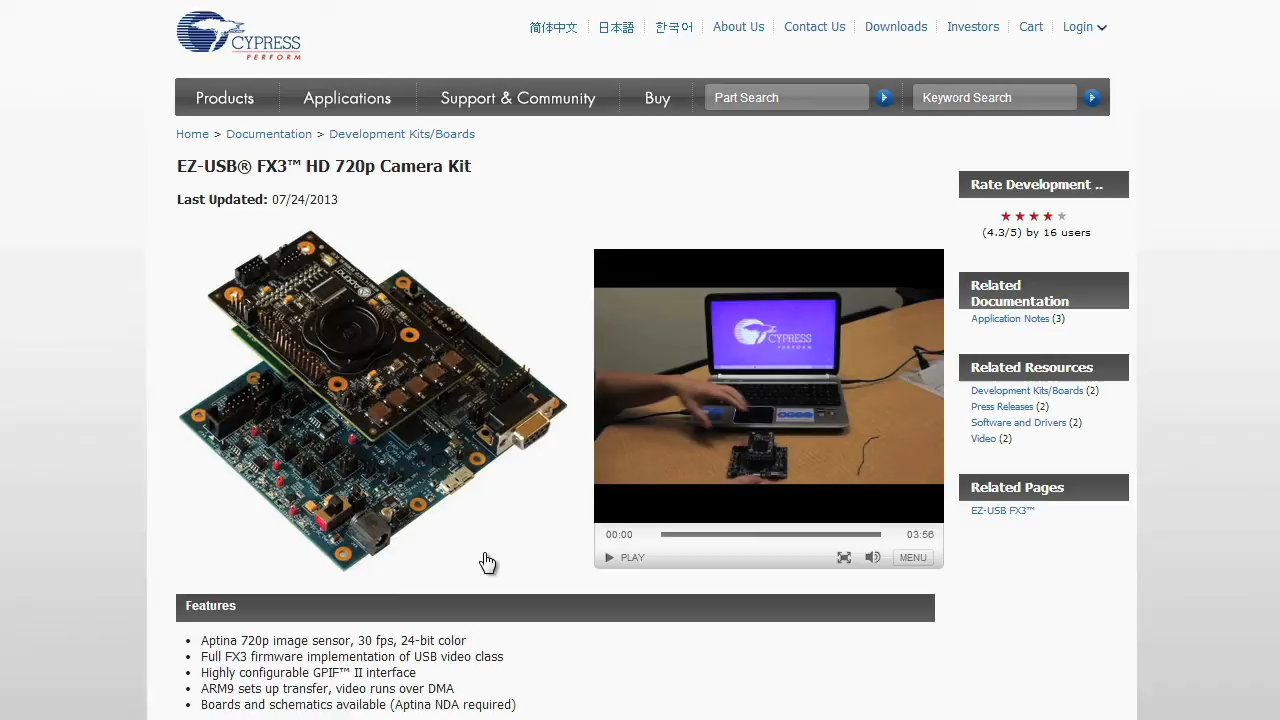 CYPRESS
PERFORM
简体中文
日本語
한국어
About Us
Contact Us
Downloads
Investors
Cart
Login
Products
Applications
Support & Community
Buy
Part Search
Keyword Search
Home > Documentation > Development Kits/Boards
EZ-USB® FX3™ HD 720p Camera Kit
Last Updated: 07/24/2013
CYPRESS
PERFORM
00:00
03:56
PLAY
MENU
Rate Development ..
(4.3/5) by 16 users
Related
Documentation
Application Notes (3)
Related Resources
Development Kits/Boards (2)
Press Releases (2)
Software and Drivers (2)
Video (2)
Related Pages
EZ-USB FX3™
Features
• Aptina 720p image sensor, 30 fps, 24-bit color
• Full FX3 firmware implementation of USB video class
• Highly configurable GPIF™ II interface
• ARM9 sets up transfer, video runs over DMA
• Boards and schematics available (Aptina NDA required)